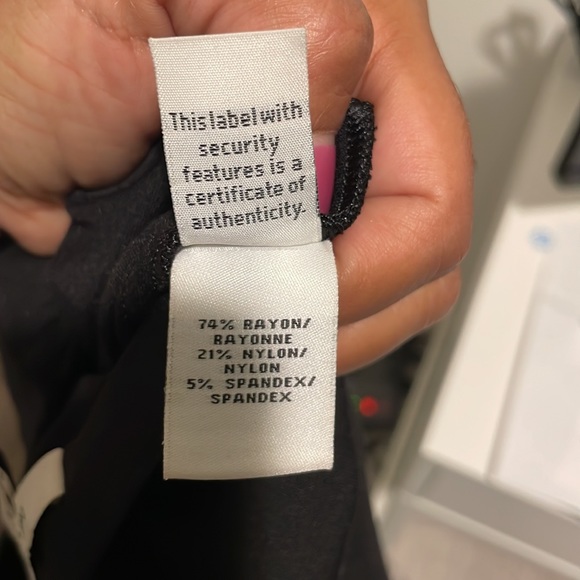 This label with
security
features is a
certificate of
authenticity.
74% RAYON/
RAYONNE
21% NYLON/
NYLON
5% SPANDEX/
SPANDEX